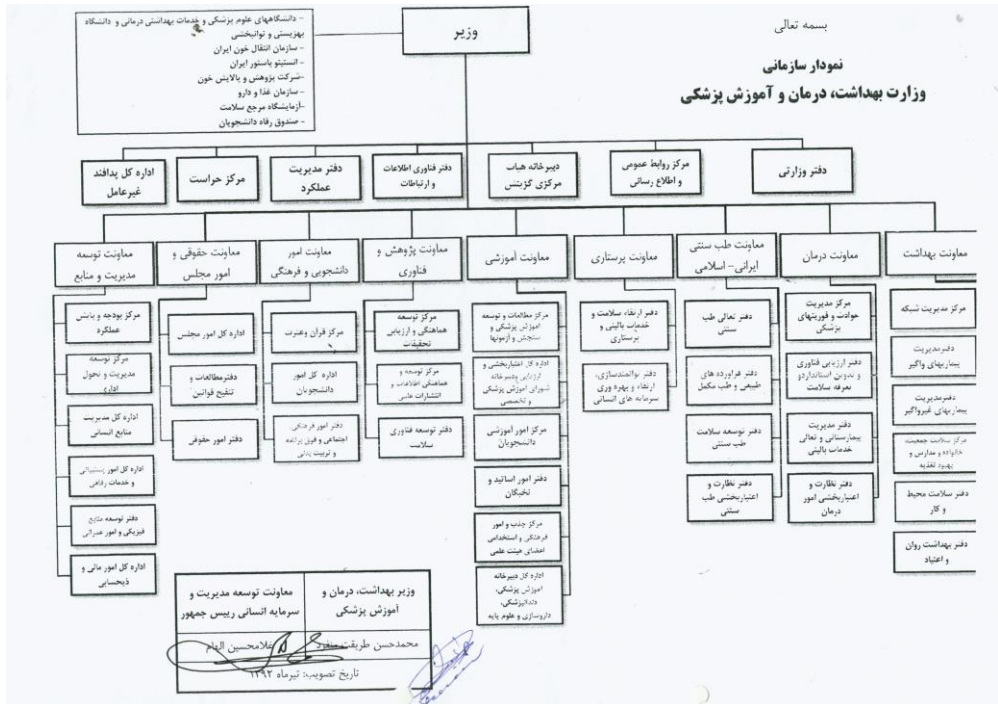 بسمه تعالی
نمودار سازمانی
وزارت بهداشت، درمان و آموزش پزشکی
وزیر
- دانشگاههای علوم پزشکی و خدمات بهداشتی درمانی و دانشگاه
بهزیستی و توانبخشی
- سازمان انتقال خون ایران
- انستیتو پاستور ایران
-شرکت پژوهش و پالایش خون
- سازمان غذا و دارو
-آزمایشگاه مرجع سلامت
- صندوق رفاه دانشجویان
دفتر وزارتی
مرکز روابط عمومی
و اطلاع رسانی
دبیرخانه هیات
مرکزی گزینش
دفتر فناوری اطلاعات
و ارتباطات
دفتر مدیریت
عملکرد
مرکز حراست
اداره کل پدافند
غیرعامل
معاونت بهداشت
مرکز مدیریت شبکه
دفترمدیریت
بیماریهای واگیر
دفترمدیریت
بیماریهای غیرواگیر
مرکز سلامت جمعیت،
خانواده و مدارس و
بهبود تغذیه
دفتر سلامت محیط
و کار
دفتر بهداشت روان
و اعتیاد
معاونت درمان
مرکز مدیریت
حوادث و فوریتهای
پزشکی
دفتر ارزیابی فناوری
و تدوین استانداردو
تعرفه سلامت
دفتر مدیریت
بیمارستانی و تعالی
خدمات بالینی
دفتر نظارت و
اعتباربخشی امور
درمان
معاونت طب سنتی
ایرانی- اسلامی
دفتر تعالی طب
سنتی
دفتر فراورده های
طبیعی و طب مکمل
دفتر توسعه سلامت
طب سنتی
دفتر نظارت و
اعتباربخشی طب
سنتی
معاونت پرستاری
دفتر ارتقاء سلامت و
خدمات بالینی و
پرستاری
دفتر توانمندسازی،
ارتقاء و بهره وری
سرمایه های انسانی
معاونت آموزشی
مرکز مطالعات و توسعه
آموزش پزشکی و
سنجش و آزمونها
اداره کل اعتباربخشی و
ارزیابی ودبیرخانه
شورای آموزش پزشکی
و تخصصی
مرکز امور آموزشی
دانشجویان
دفتر امور اساتید و
نخبگان
مرکز جذب و امور
فرهنگی و استخدامی
اعضای هیئت علمی
اداره کل دبیرخانه
آموزش پزشکی،
دندانپزشکی،
داروسازی و علوم پایه
معاونت پژوهش و
فناوری
مرکز توسعه
هماهنگی و ارزیابی
تحقیقات
مرکز توسعه و
هماهنگی اطلاعات و
انتشارات علمی
دفتر توسعه فناوری
سلامت
معاونت امور
دانشجویی و فرهنگی
مرکز قرآن وعترت
اداره کل امور
دانشجویان
دفتر امور فرهنگی
اجتماعی و فوق برنامه
و تربیت بدنی
معاونت حقوقی و
امور مجلس
اداره کل امور مجلس
دفترمطالعات و
تنقیح قوانین
دفتر امور حقوقی
معاونت توسعه
مدیریت و منابع
مرکز بودجه و پایش
عملکرد
مرکز توسعه
مدیریت و تحول
اداری
اداره کل مدیریت
منابع انسانی
اداره کل امور پشتیبانی
و خدمات رفاهی
دفتر توسعه منابع
فیزیکی و امور عمرانی
اداره کل امور مالی و
ذیحسابی
وزیر بهداشت، درمان و
آموزش پزشکی
معاونت توسعه مدیریت و
سرمایه انسانی رییس جمهور
محمدحسن طریقت منفرد
غلامحسین الهام
تاریخ تصویب: تیرماه ۱۳۹۲